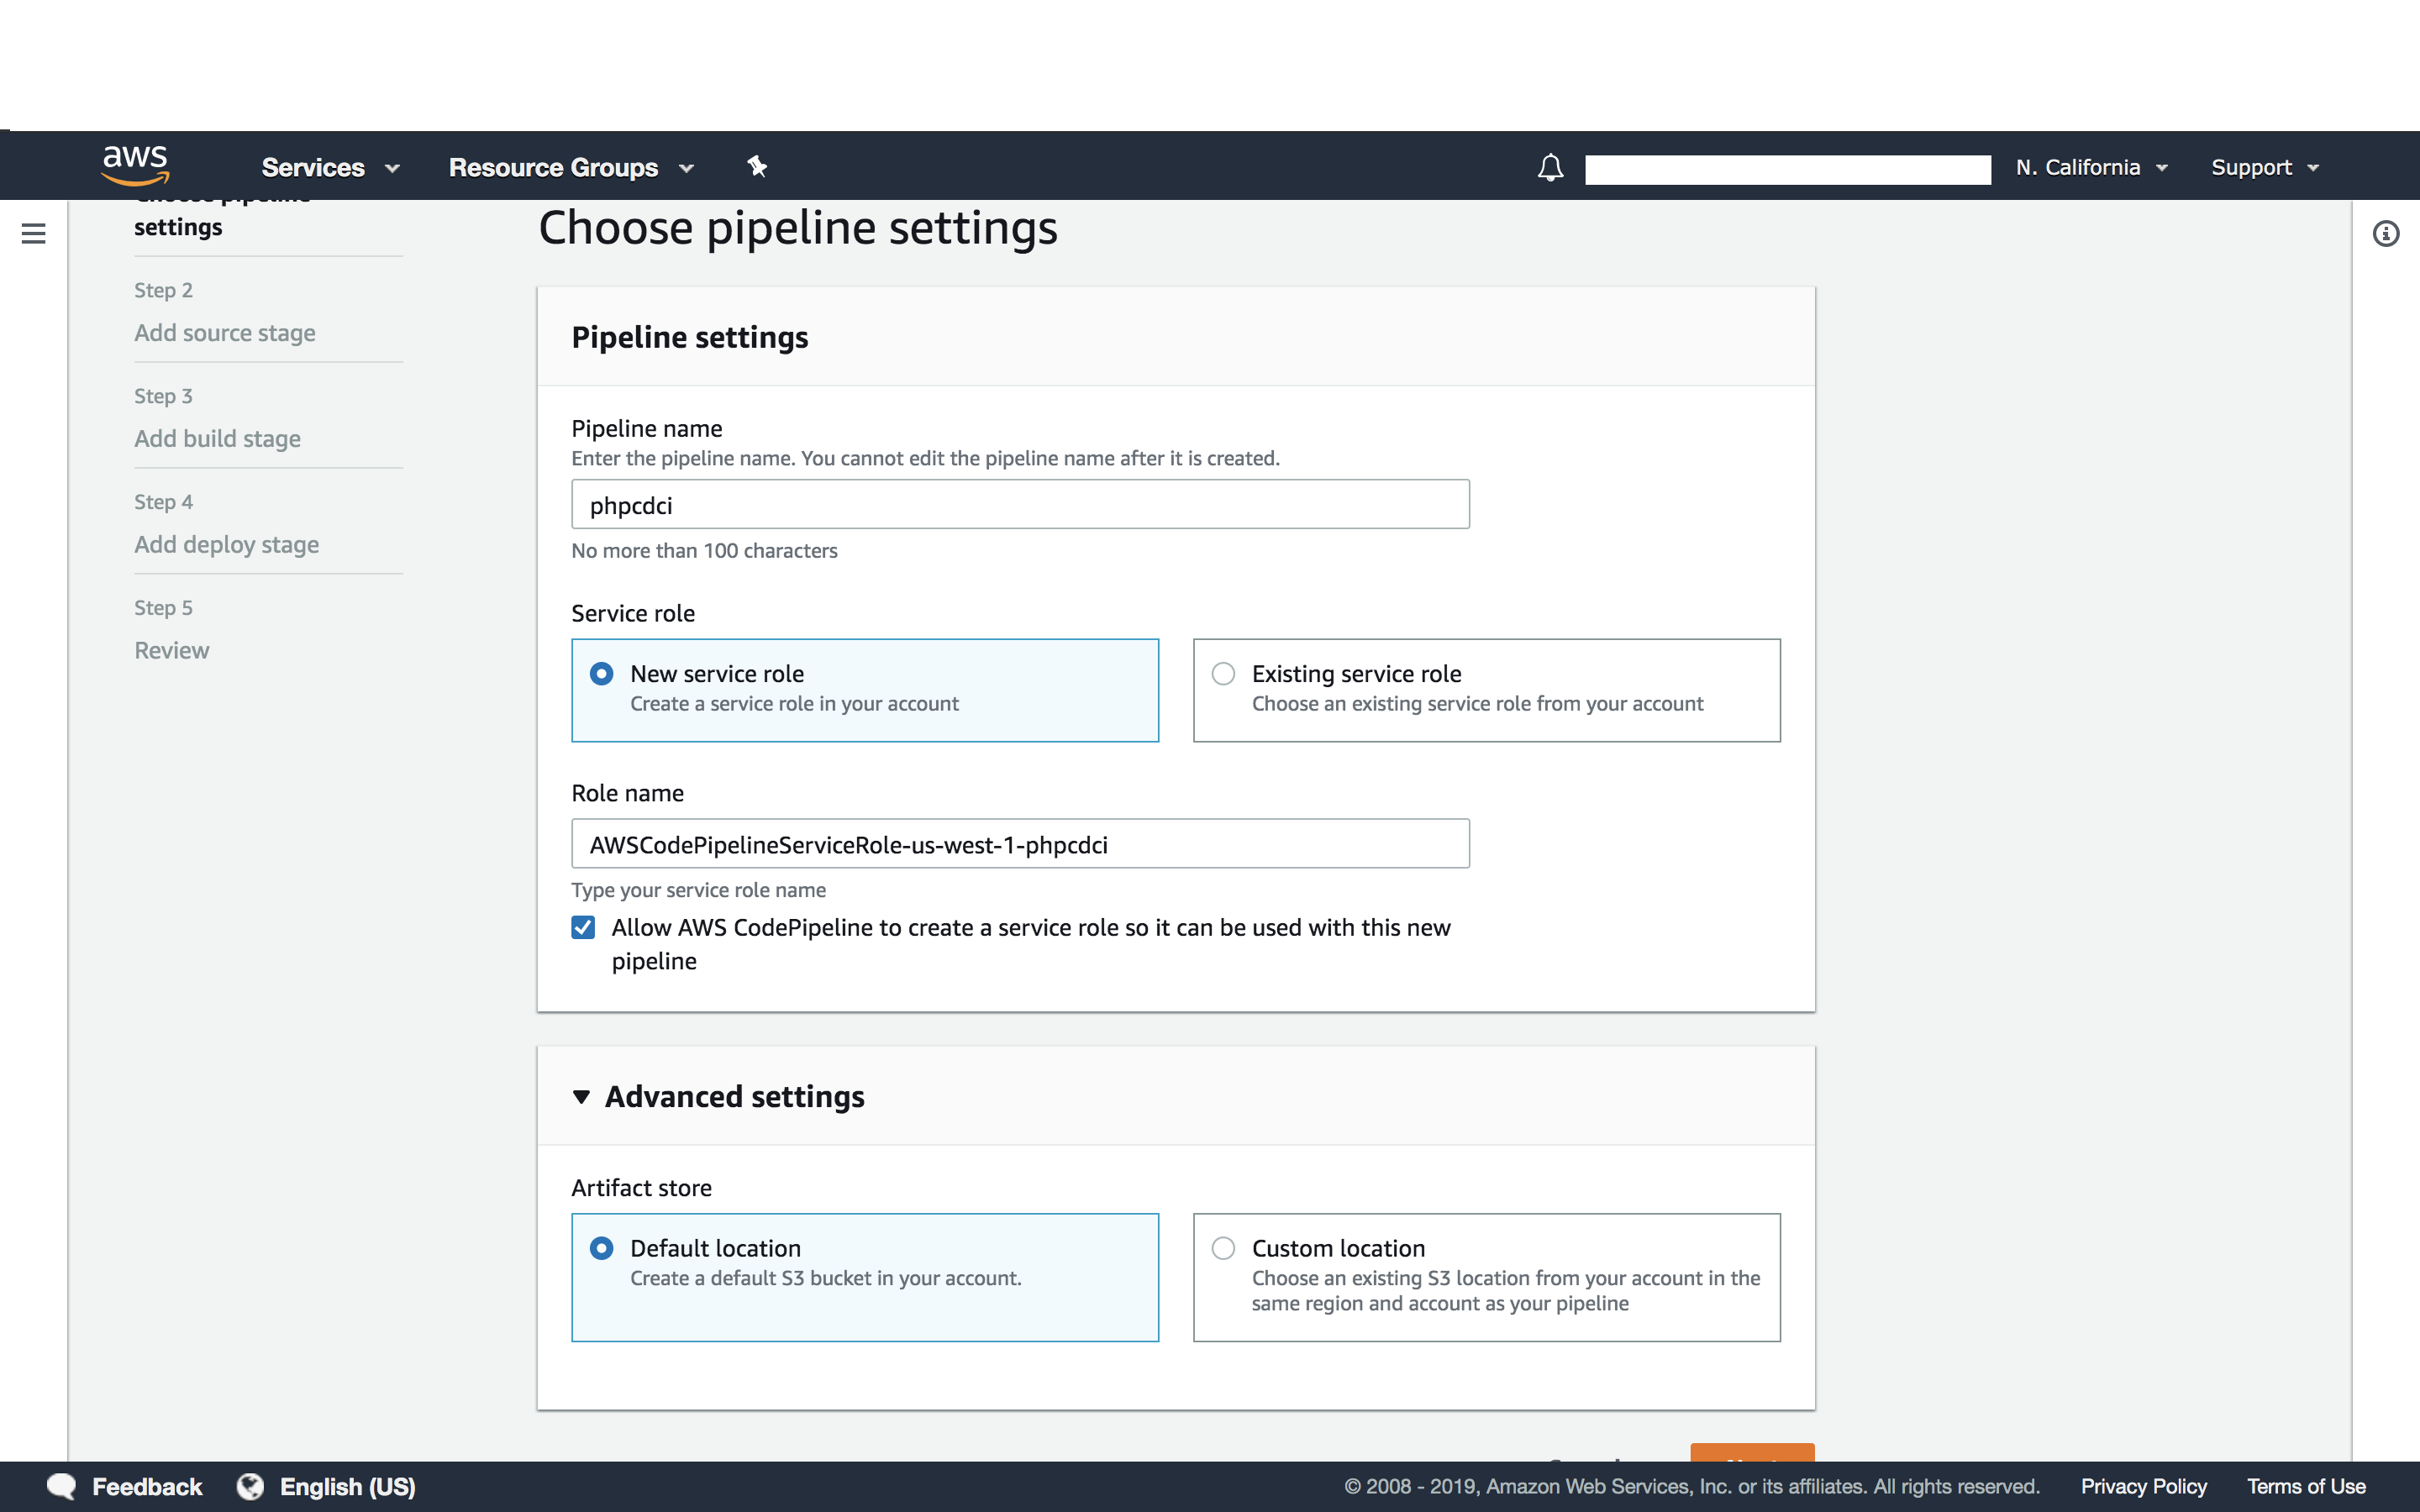 aws
Services
Resource Groups
N. California
Support
Choose pipeline
settings
Step 2
Add source stage
Step 3
Add build stage
Step 4
Add deploy stage
Step 5
Review
Choose pipeline settings
Pipeline settings
Pipeline name
Enter the pipeline name. You cannot edit the pipeline name after it is created.
phpcdci
No more than 100 characters
Service role
New service role
Create a service role in your account
Existing service role
Choose an existing service role from your account
Role name
AWSCodePipelineServiceRole-us-west-1-phpcdci
Type your service role name
Allow AWS CodePipeline to create a service role so it can be used with this new
pipeline
Advanced settings
Artifact store
Default location
Create a default S3 bucket in your account.
Custom location
Choose an existing S3 location from your account in the
same region and account as your pipeline
Feedback
English (US)
© 2008 - 2019, Amazon Web Services, Inc. or its affiliates. All rights reserved.
Privacy Policy
Terms of Use